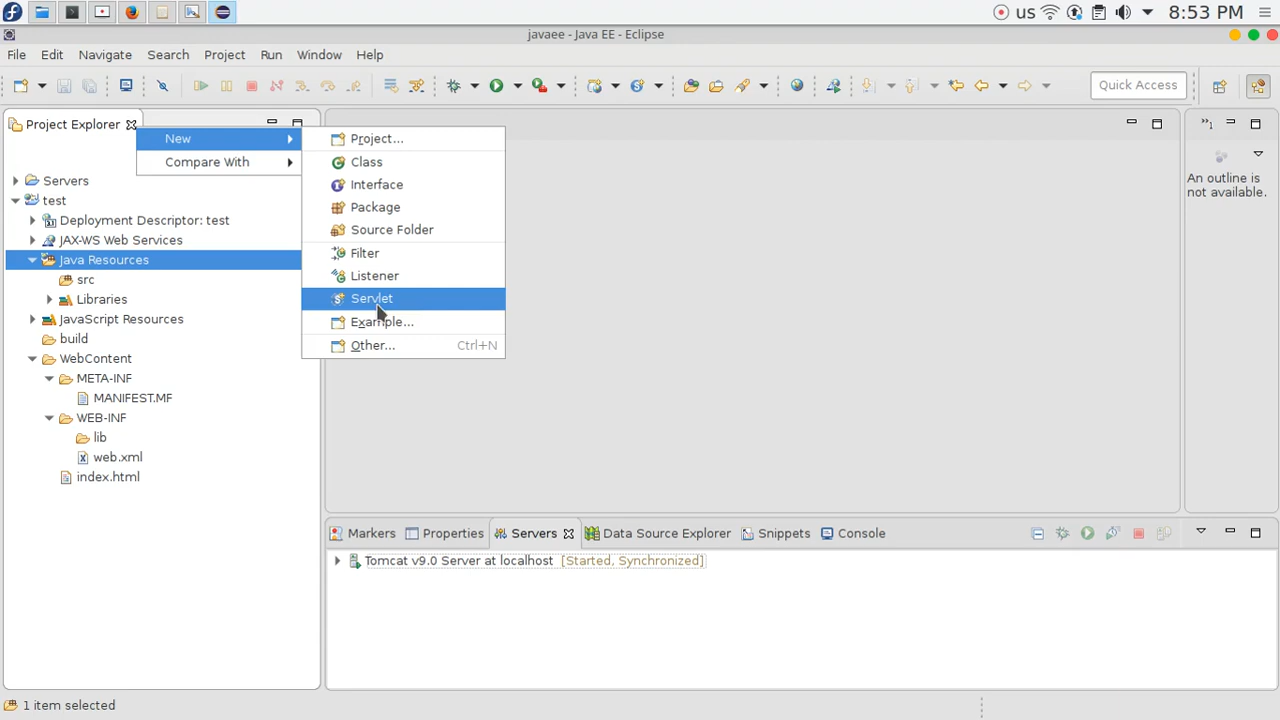 us 8:53 PM
javaee - Java EE - Eclipse
File Edit Navigate Search Project Run Window Help
Quick Access
Project Explorer
New
Compare With
Project...
Class
Interface
Package
Source Folder
Filter
Listener
Servlet
Example...
Other... Ctrl+N
Servers
test
Deployment Descriptor: test
JAX-WS Web Services
Java Resources
src
Libraries
JavaScript Resources
build
WebContent
META-INF
MANIFEST.MF
WEB-INF
lib
web.xml
index.html
1
An outline is
not available.
Markers Properties Servers Data Source Explorer Snippets Console
Tomcat v9.0 Server at localhost [Started, Synchronized]
1 item selected